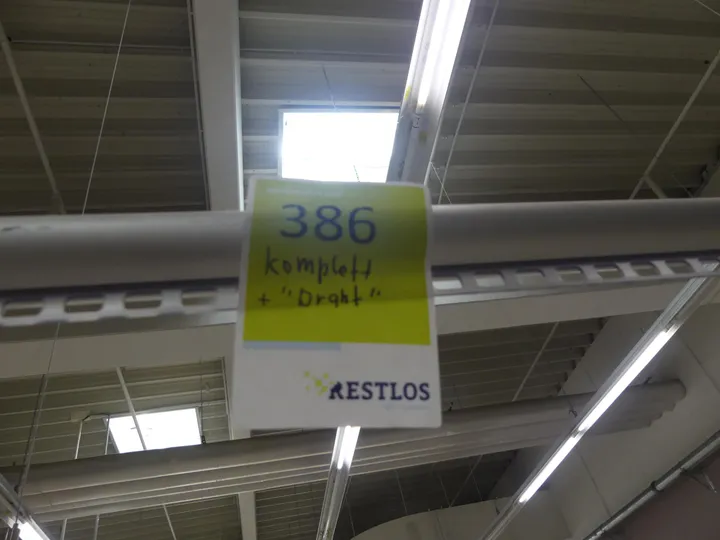 386
komplett
+ "Draht"
RESTLOS